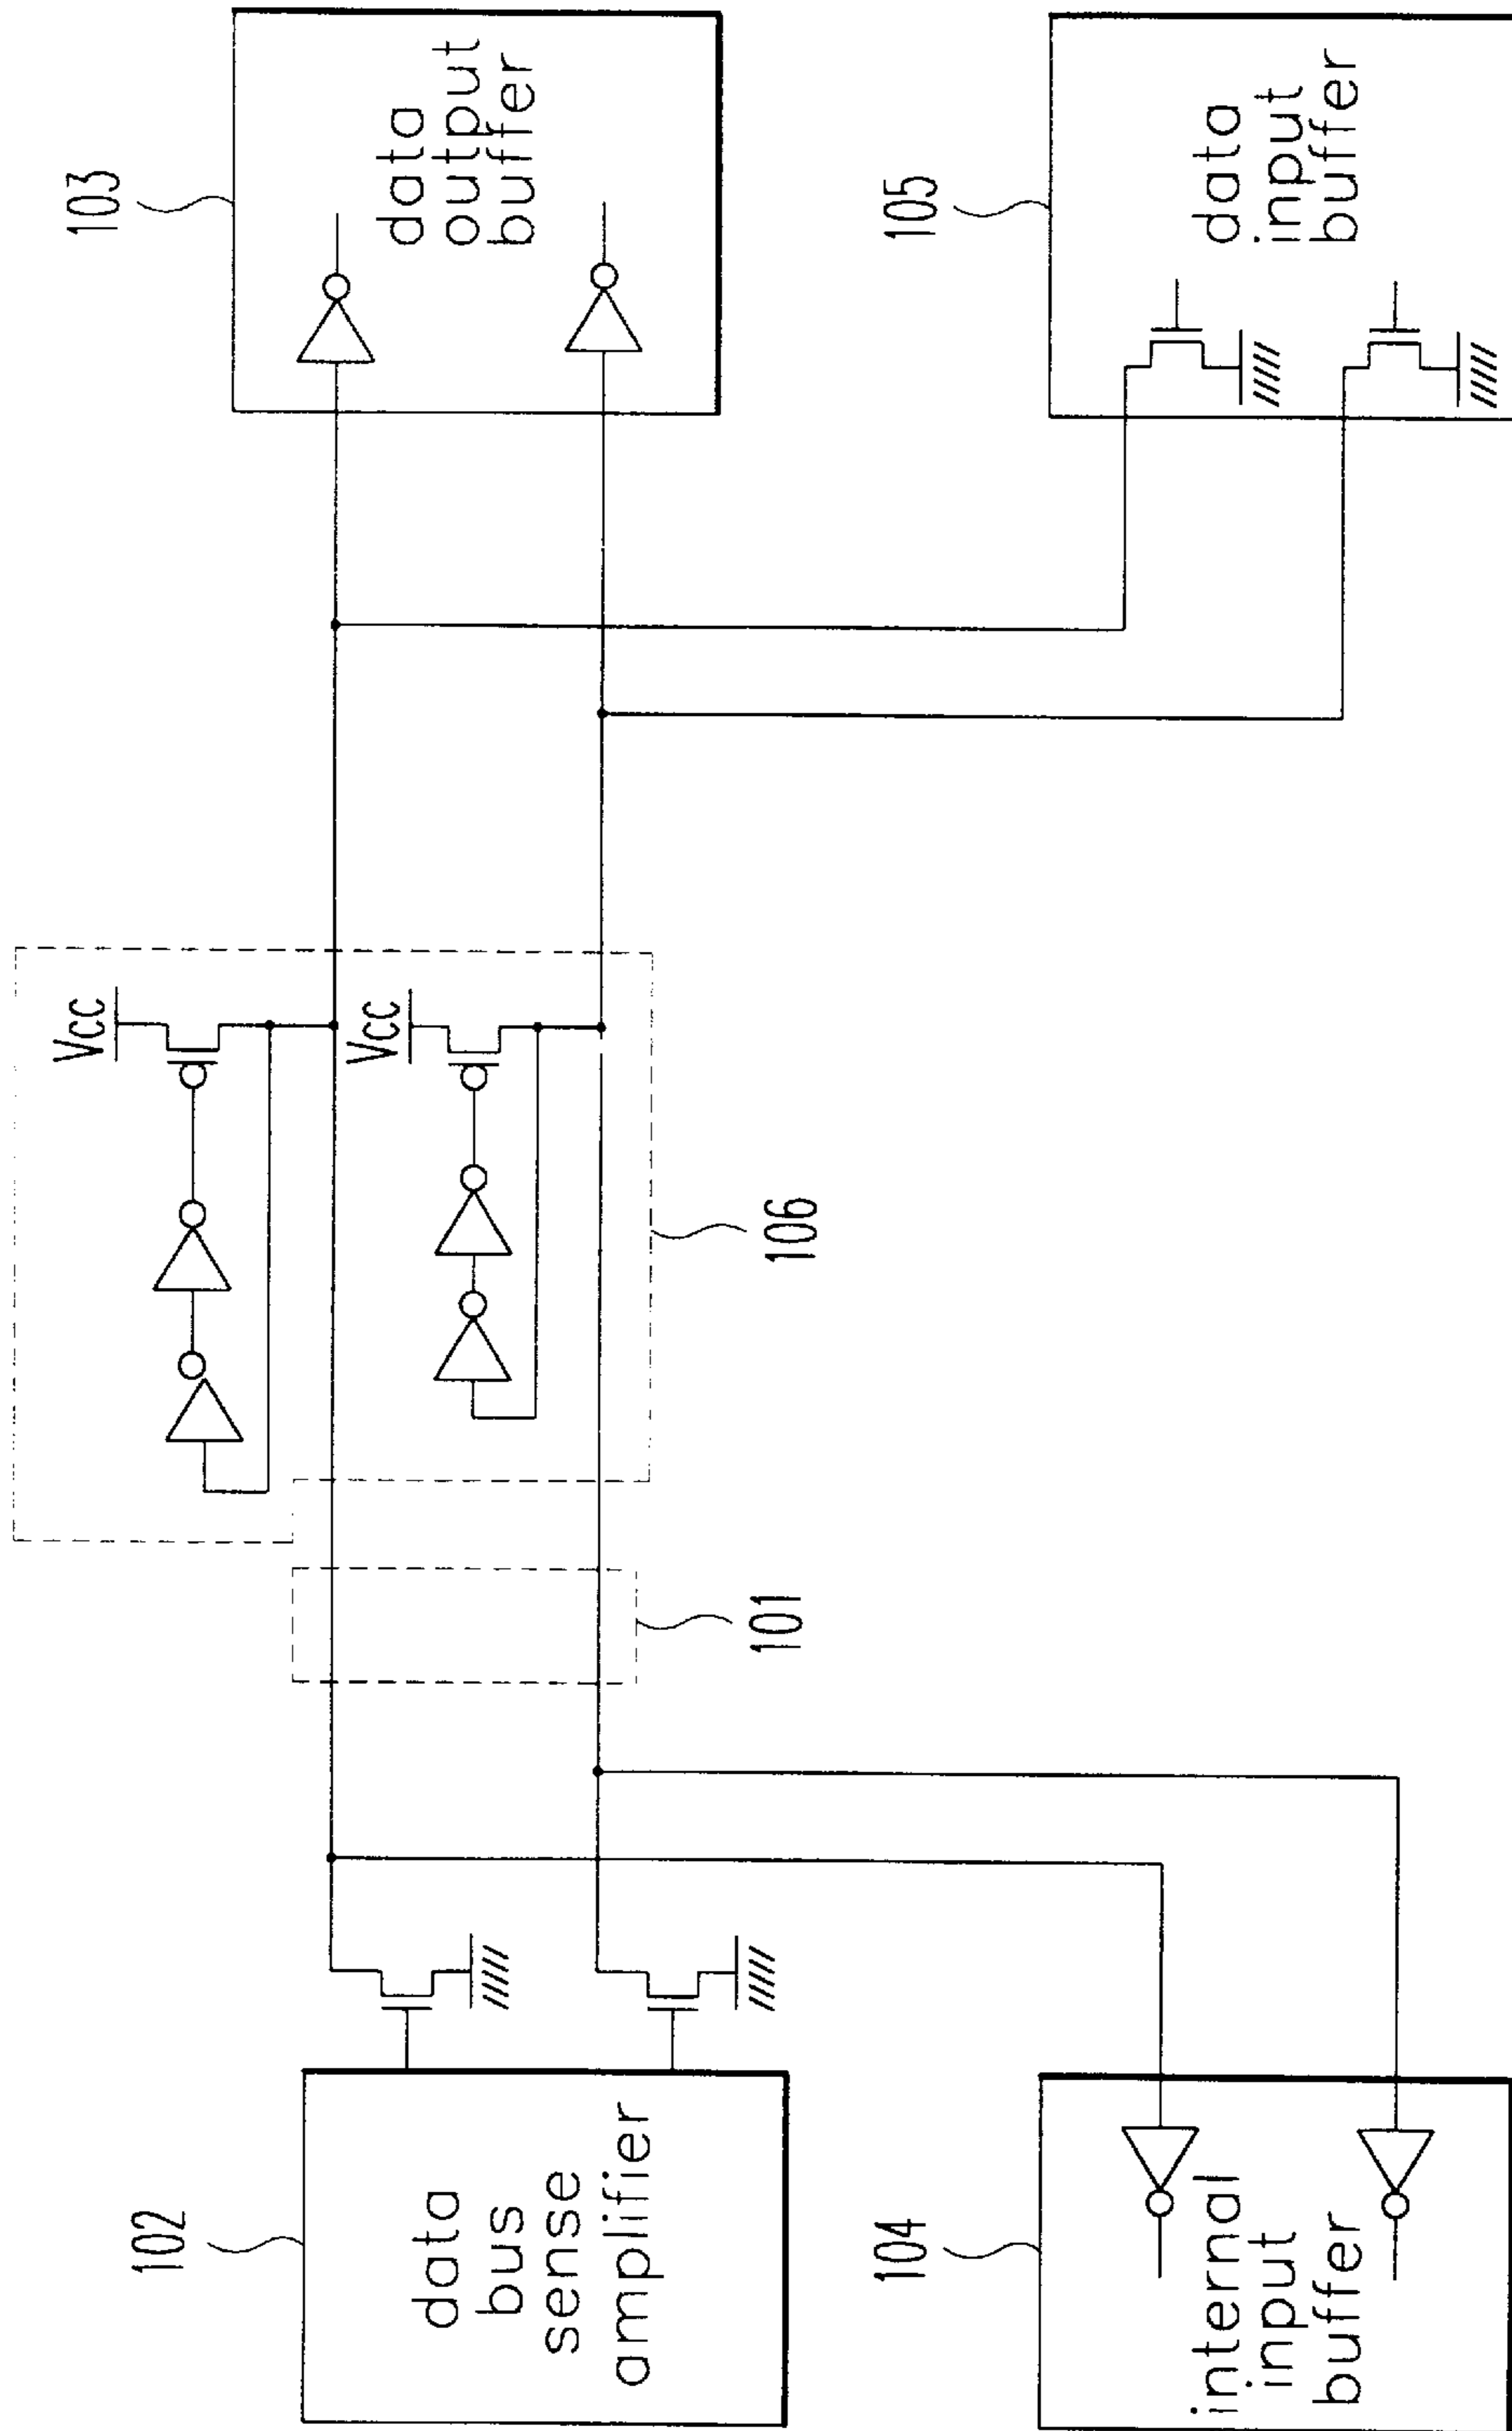 102
data
bus
sense
amplifier
104
internal
input
buffer
101
106
Vcc
Vcc
103
data
output
buffer
105
data
input
buffer